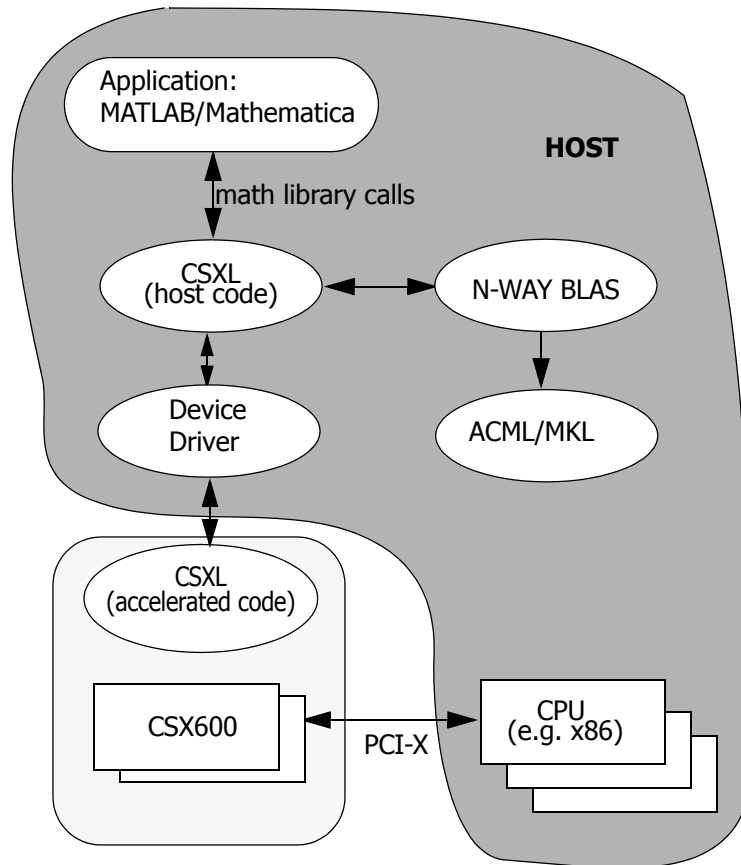 Application:
MATLAB/Mathematica
HOST
math library calls
CSXL
(host code)
N-WAY BLAS
Device
Driver
ACML/MKL
CSXL
(accelerated code)
CSX600
PCI-X
CPU
(e.g. x86)